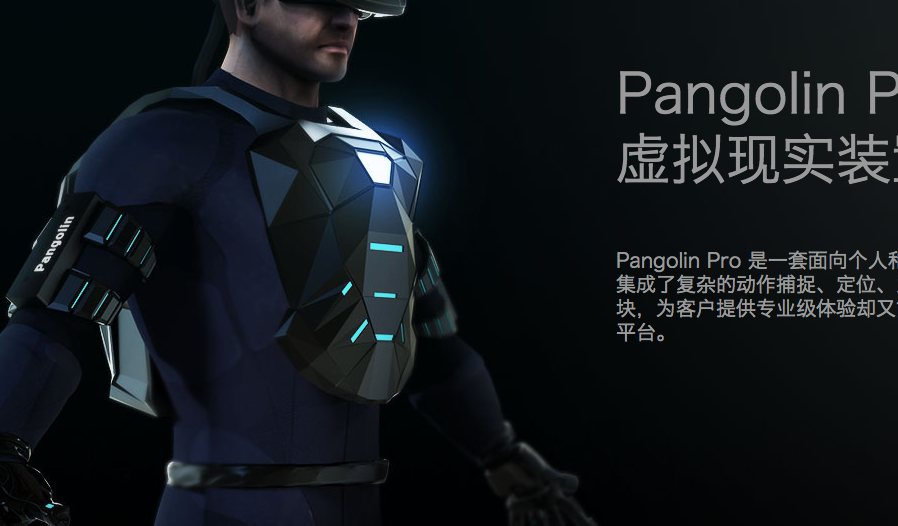 Pangolin
Pangolin P
虚拟现实装置
Pangolin Pro 是一套面向个人和
集成了复杂的动作捕捉、定位、
块，为客户提供专业级体验却又
平台。